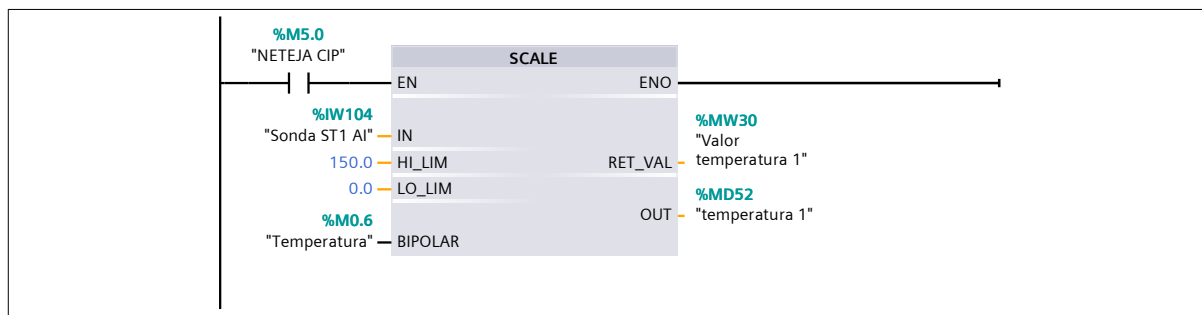 %M5.0
"NETEJA CIP"
SCALE
EN
ENO
%IW104
"Sonda ST1 AI"
IN
%MW30
"Valor
temperatura 1"
150.0
HI_LIM
RET_VAL
0.0
LO_LIM
%MD52
"temperatura 1"
OUT
%M0.6
"Temperatura"
BIPOLAR